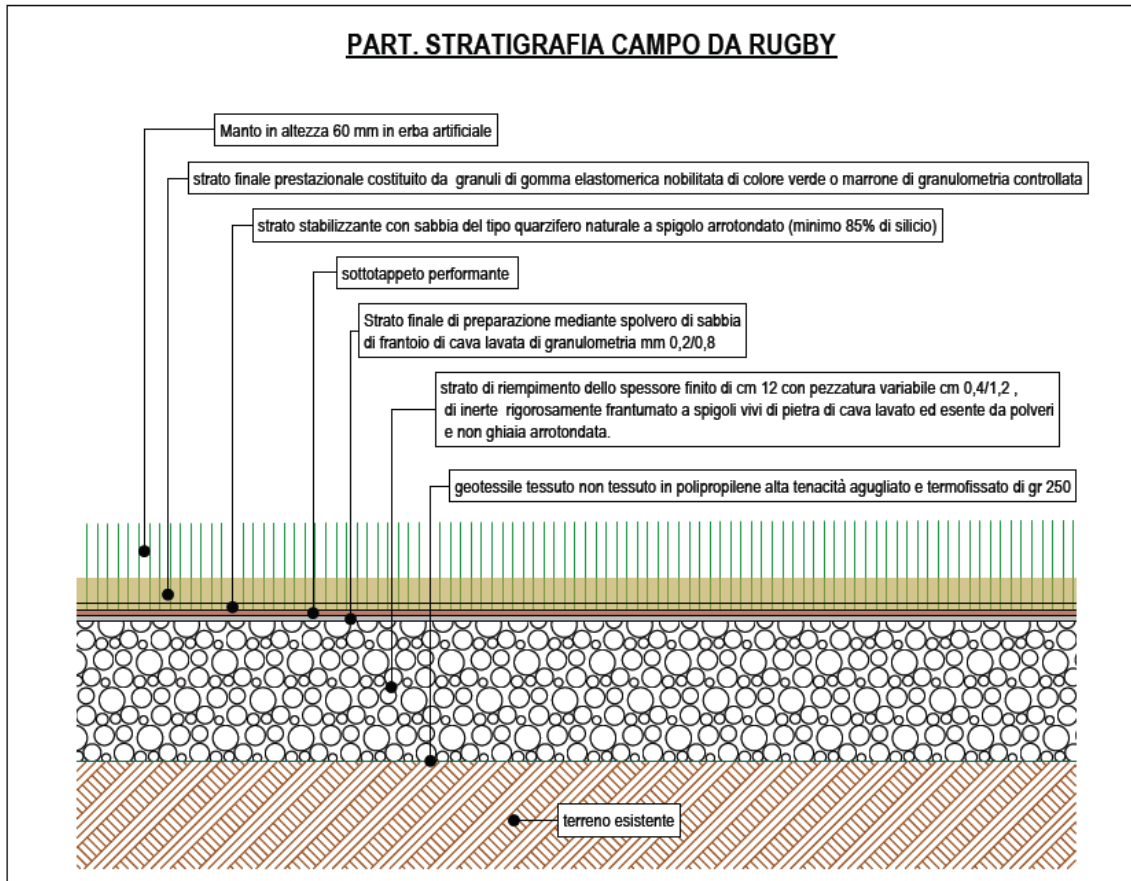 PART. STRATIGRAFIA CAMPO DA RUGBY
Manto in altezza 60 mm in erba artificiale
strato finale prestazionale costituito da granuli di gomma elastomerica nobilitata di colore verde o marrone di granulometria controllata
strato stabilizzante con sabbia del tipo quarzifero naturale a spigolo arrotondato (minimo 85% di silicio)
sottotappeto performante
Strato finale di preparazione mediante spolvero di sabbia
di frantoio di cava lavata di granulometria mm 0,2/0,8
strato di riempimento dello spessore finito di cm 12 con pezzatura variabile cm 0,4/1,2 ,
di inerte rigorosamente frantumato a spigoli vivi di pietra di cava lavato ed esente da polveri
e non ghiaia arrotondata.
geotessile tessuto non tessuto in polipropilene alta tenacità agugliato e termofissato di gr 250
terreno esistente